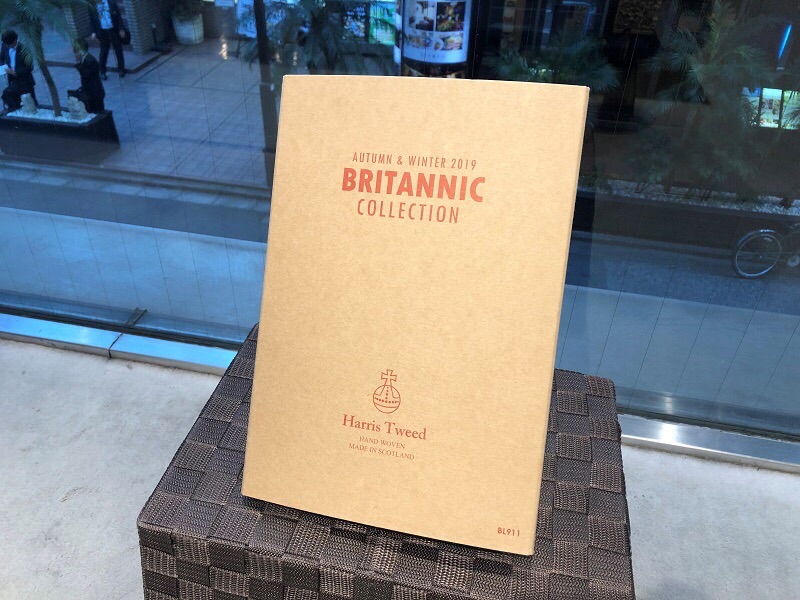 AUTUMN & WINTER 2019
BRITANNIC
COLLECTION
Harris Tweed
HAND WOVEN
MADE IN SCOTLAND
BL911